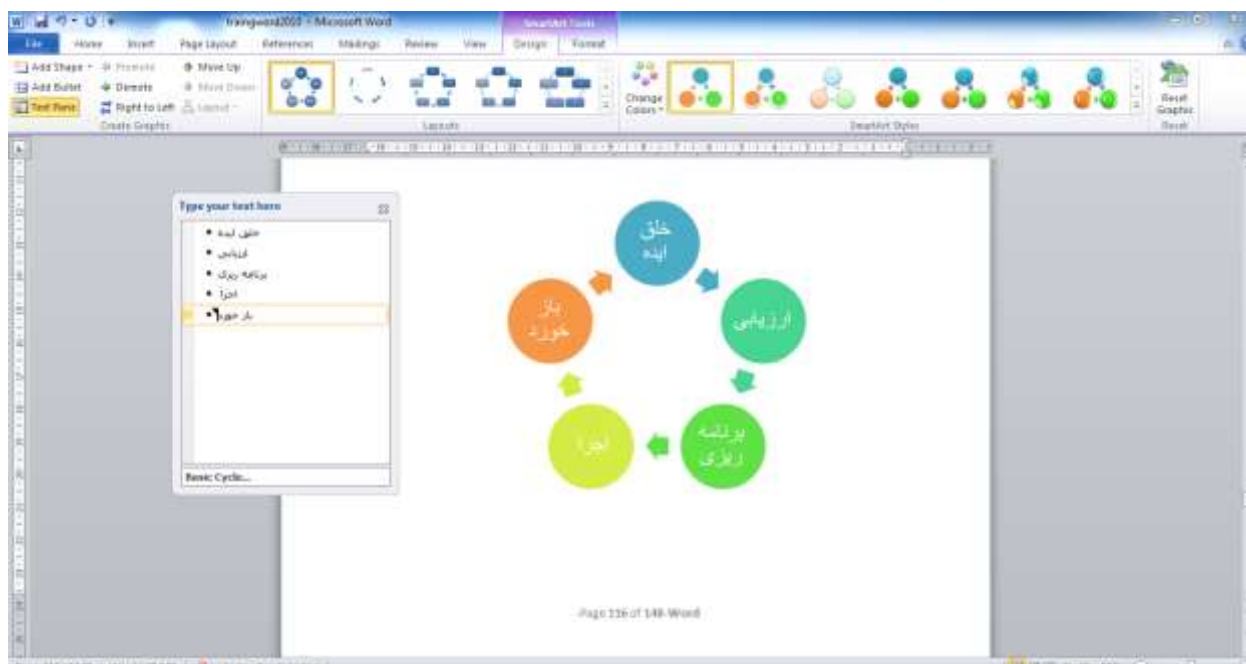 traingword2010 - Microsoft Word
SmartArt Tools
File Home Insert Page Layout References Mailings Review View Design Format
Add Shape Promote Move Up
Add Bullet Demote Move Down
Text Pane Right to Left Layout
Create Graphic
Layouts
Change Colors
SmartArt Styles
Reset Graphic
Reset
Type your text here
خلق ایده
ارزیابی
برنامه ریزی
اجرا
باز خورد
Basic Cycle...
خلق
ایده
ارزیابی
برنامه
ریزی
اجرا
باز
خورد
Page 116 of 148-Word